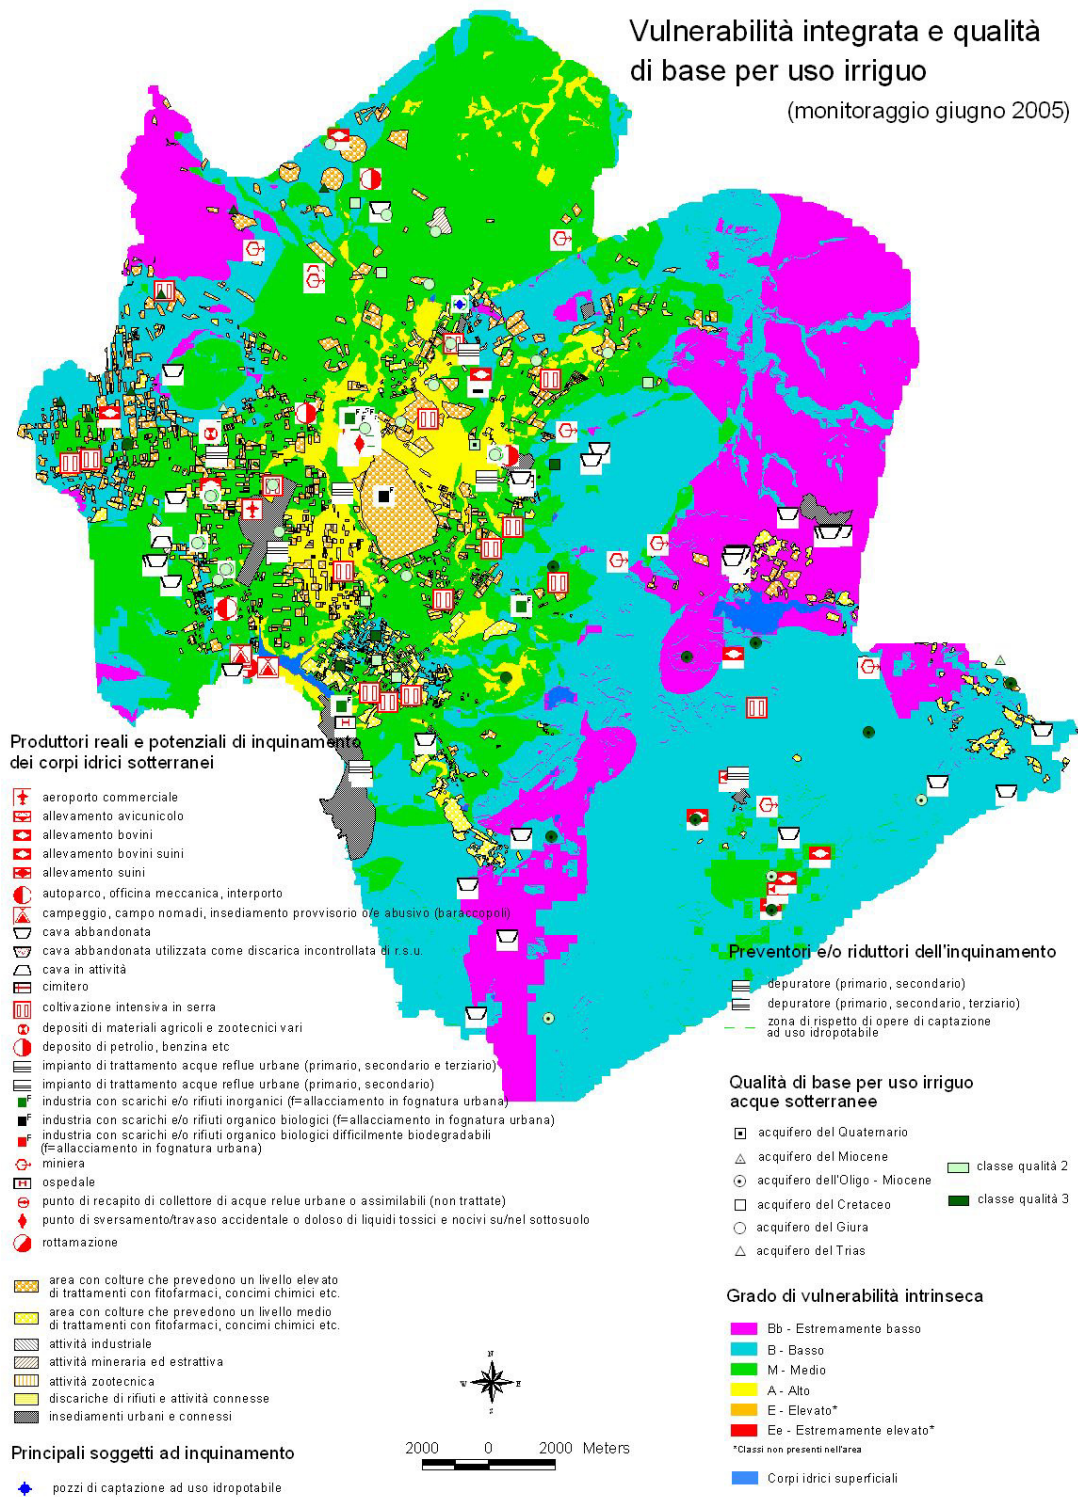 Vulnerabilità integrata e qualità
di base per uso irriguo
(monitoraggio giugno 2005)
Produttori reali e potenziali di inquinamento
dei corpi idrici sotterranei
aeroporto commerciale
allevamento avicunicolo
allevamento bovini
allevamento bovini suini
allevamento suini
autoparco, officina meccanica, interporto
campeggio, campo nomadi, insediamento provvisorio o/e abusivo (baraccopoli)
cava abbandonata
cava abbandonata utilizzata come discarica incontrollata di r.s.u.
cava in attività
cimitero
coltivazione intensiva in serra
depositi di materiali agricoli e zootecnici vari
deposito di petrolio, benzina etc
impianto di trattamento acque reflue urbane (primario, secondario e terziario)
impianto di trattamento acque reflue urbane (primario, secondario)
F industria con scarichi e/o rifiuti inorganici (f=allacciamento in fognatura urbana)
F industria con scarichi e/o rifiuti organico biologici (f=allacciamento in fognatura urbana)
F industria con scarichi e/o rifiuti organico biologici difficilmente biodegradabili
(f=allacciamento in fognatura urbana)
miniera
H ospedale
punto di recapito di collettore di acque relue urbane o assimilabili (non trattate)
punto di sversamento/travaso accidentale o doloso di liquidi tossici e nocivi su/nel sottosuolo
rottamazione
area con colture che prevedono un livello elevato
di trattamenti con fitofarmaci, concimi chimici etc.
area con colture che prevedono un livello medio
di trattamenti con fitofarmaci, concimi chimici etc.
attività industriale
attività mineraria ed estrattiva
attività zootecnica
discariche di rifiuti e attività connesse
insediamenti urbani e connessi
Principali soggetti ad inquinamento
pozzi di captazione ad uso idropotabile
N
W E
S
2000 0 2000 Meters
Preventori e/o riduttori dell'inquinamento
depuratore (primario, secondario)
depuratore (primario, secondario, terziario)
zona di rispetto di opere di captazione
ad uso idropotabile
Qualità di base per uso irriguo
acque sotterranee
acquifero del Quaternario
acquifero del Miocene
acquifero dell'Oligo - Miocene
acquifero del Cretaceo
acquifero del Giura
acquifero del Trias
classe qualità 2
classe qualità 3
Grado di vulnerabilità intrinseca
Bb - Estremamente basso
B - Basso
M - Medio
A - Alto
E - Elevato*
Ee - Estremamente elevato*
*Classi non presenti nell'area
Corpi idrici superficiali